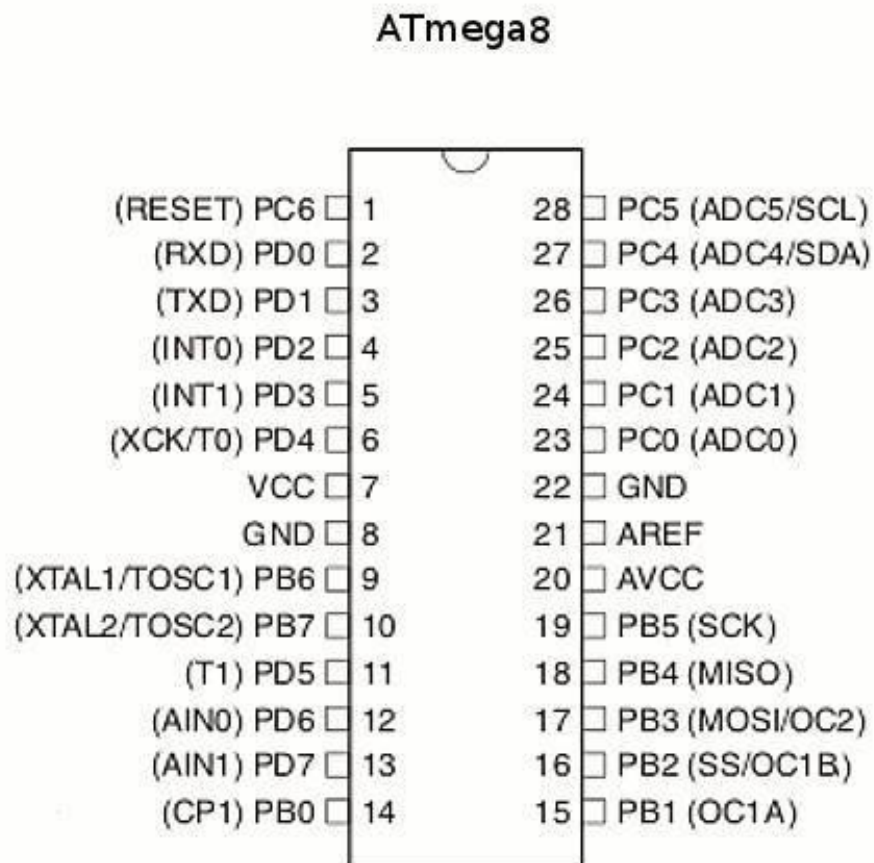 ATmega8
(RESET) PC6 1 28 PC5 (ADC5/SCL)
(RXD) PD0 2 27 PC4 (ADC4/SDA)
(TXD) PD1 3 26 PC3 (ADC3)
(INT0) PD2 4 25 PC2 (ADC2)
(INT1) PD3 5 24 PC1 (ADC1)
(XCK/T0) PD4 6 23 PC0 (ADC0)
VCC 7 22 GND
GND 8 21 AREF
(XTAL1/TOSC1) PB6 9 20 AVCC
(XTAL2/TOSC2) PB7 10 19 PB5 (SCK)
(T1) PD5 11 18 PB4 (MISO)
(AIN0) PD6 12 17 PB3 (MOSI/OC2)
(AIN1) PD7 13 16 PB2 (SS/OC1B)
(CP1) PB0 14 15 PB1 (OC1A)